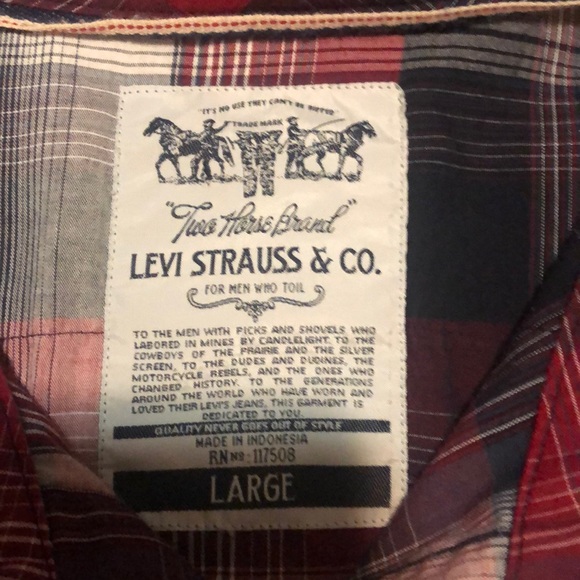 "IT'S NO USE THEY CAN'T BE RIPPED"
TRADE MARK
"Two Horse Brand"
LEVI STRAUSS & CO.
FOR MEN WHO TOIL
TO THE MEN WITH PICKS AND SHOVELS WHO
LABORED IN MINES BY CANDLELIGHT. TO THE
COWBOYS OF THE PRAIRIE AND THE SILVER
SCREEN. TO THE DUDES AND DUDINES, THE
MOTORCYCLE REBELS, AND THE ONES WHO
CHANGED HISTORY. TO THE GENERATIONS
AROUND THE WORLD WHO HAVE WORN AND
LOVED THEIR LEVI'S JEANS, THIS GARMENT IS
DEDICATED TO YOU.
QUALITY NEVER GOES OUT OF STYLE
MADE IN INDONESIA
RN Nº: 117508
LARGE